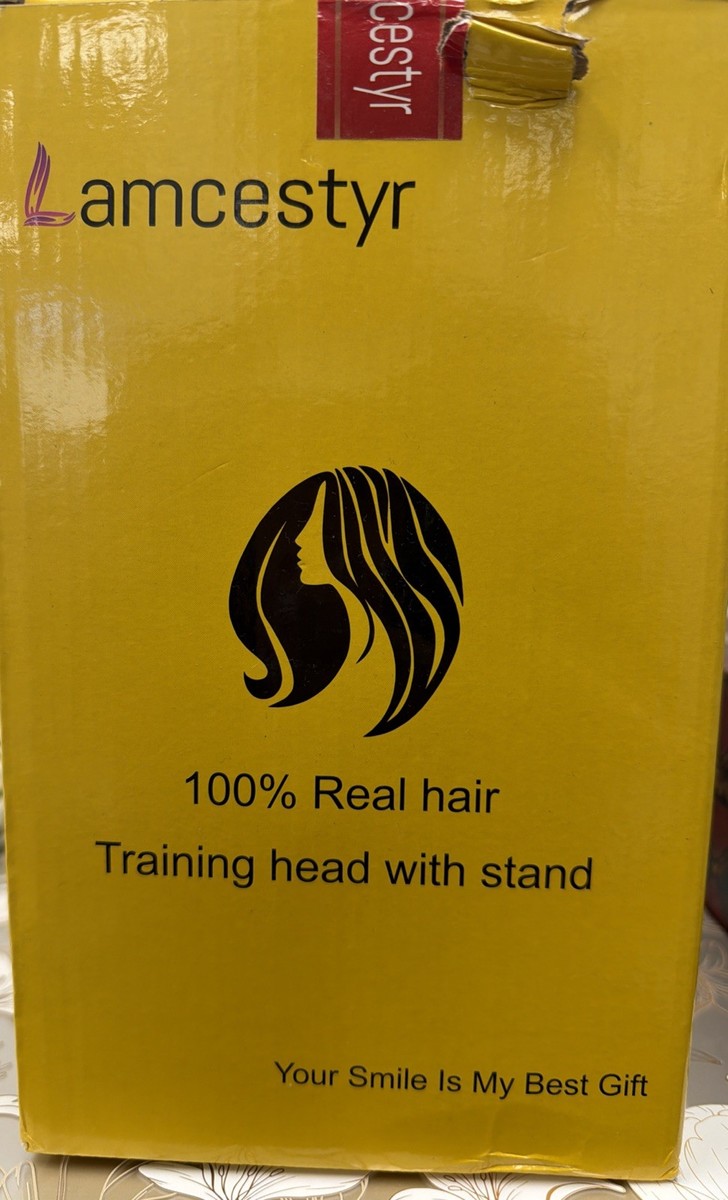 cestyr
Lamcestyr
100% Real hair
Training head with stand
Your Smile Is My Best Gift